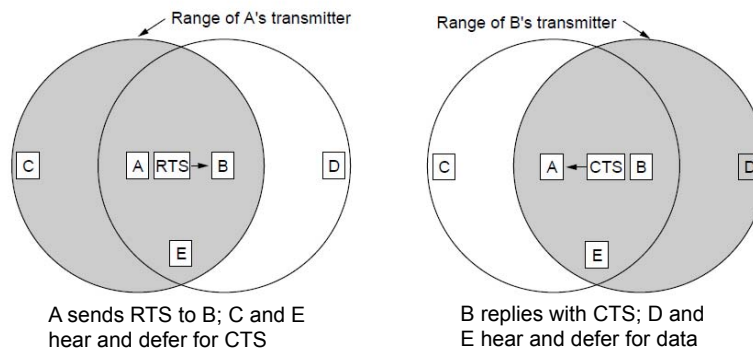 Range of A's transmitter
C
A RTS B
D
E
A sends RTS to B; C and E
hear and defer for CTS
Range of B's transmitter
C
A CTS B
D
E
B replies with CTS; D and
E hear and defer for data